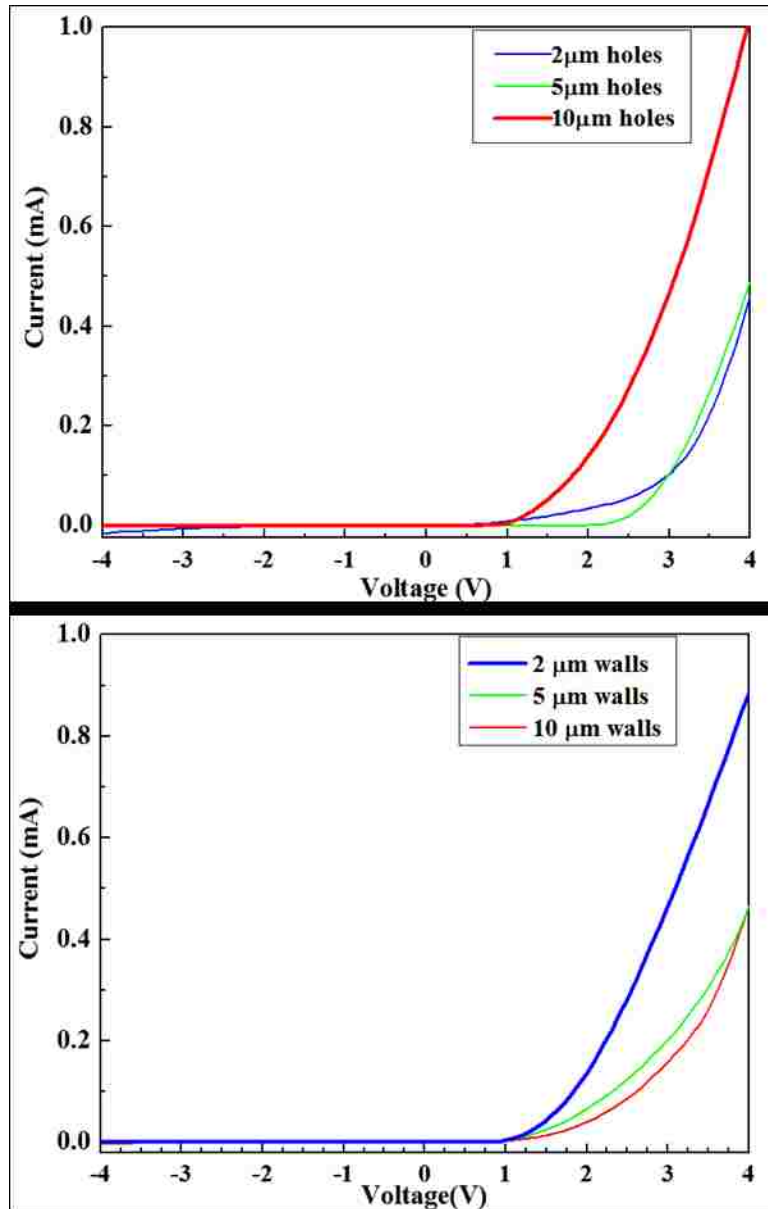 1.0
2μm holes
5μm holes
10μm holes
0.8
0.6
0.4
0.2
0.0
Current (mA)
-4 -3 -2 -1 0 1 2 3 4
Voltage (V)
1.0
2 μm walls
5 μm walls
10 μm walls
0.8
0.6
0.4
0.2
0.0
Current (mA)
-4 -3 -2 -1 0 1 2 3 4
Voltage(V)